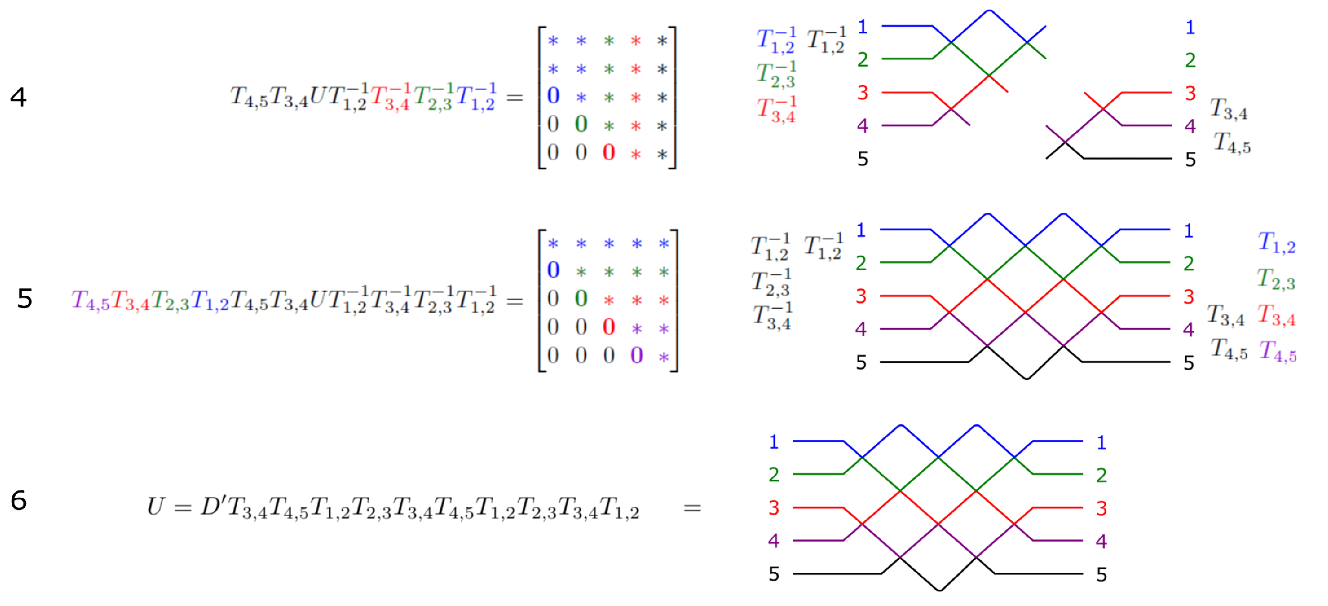 4
T_{4,5}T_{3,4}UT_{1,2}^{-1}T_{3,4}^{-1}T_{2,3}^{-1}T_{1,2}^{-1} =
* * * * *
* * * * *
0 * * * *
0 0 * * *
0 0 0 * *
T_{1,2}^{-1} T_{1,2}^{-1} 1 1
T_{2,3}^{-1} 2 2
T_{3,4}^{-1} 3 3 T_{3,4}
4 4 T_{4,5}
5 5
5
T_{4,5}T_{3,4}T_{2,3}T_{1,2}T_{4,5}T_{3,4}UT_{1,2}^{-1}T_{3,4}^{-1}T_{2,3}^{-1}T_{1,2}^{-1} =
* * * * *
0 * * * *
0 0 * * *
0 0 0 * *
0 0 0 0 *
T_{1,2}^{-1} T_{1,2}^{-1} 1 1 T_{1,2}
T_{2,3}^{-1} 2 2 T_{2,3}
T_{3,4}^{-1} 3 3 T_{3,4} T_{3,4}
4 4 T_{4,5} T_{4,5}
5 5
6
U = D'T_{3,4}T_{4,5}T_{1,2}T_{2,3}T_{3,4}T_{4,5}T_{1,2}T_{2,3}T_{3,4}T_{1,2} =
1 1
2 2
3 3
4 4
5 5